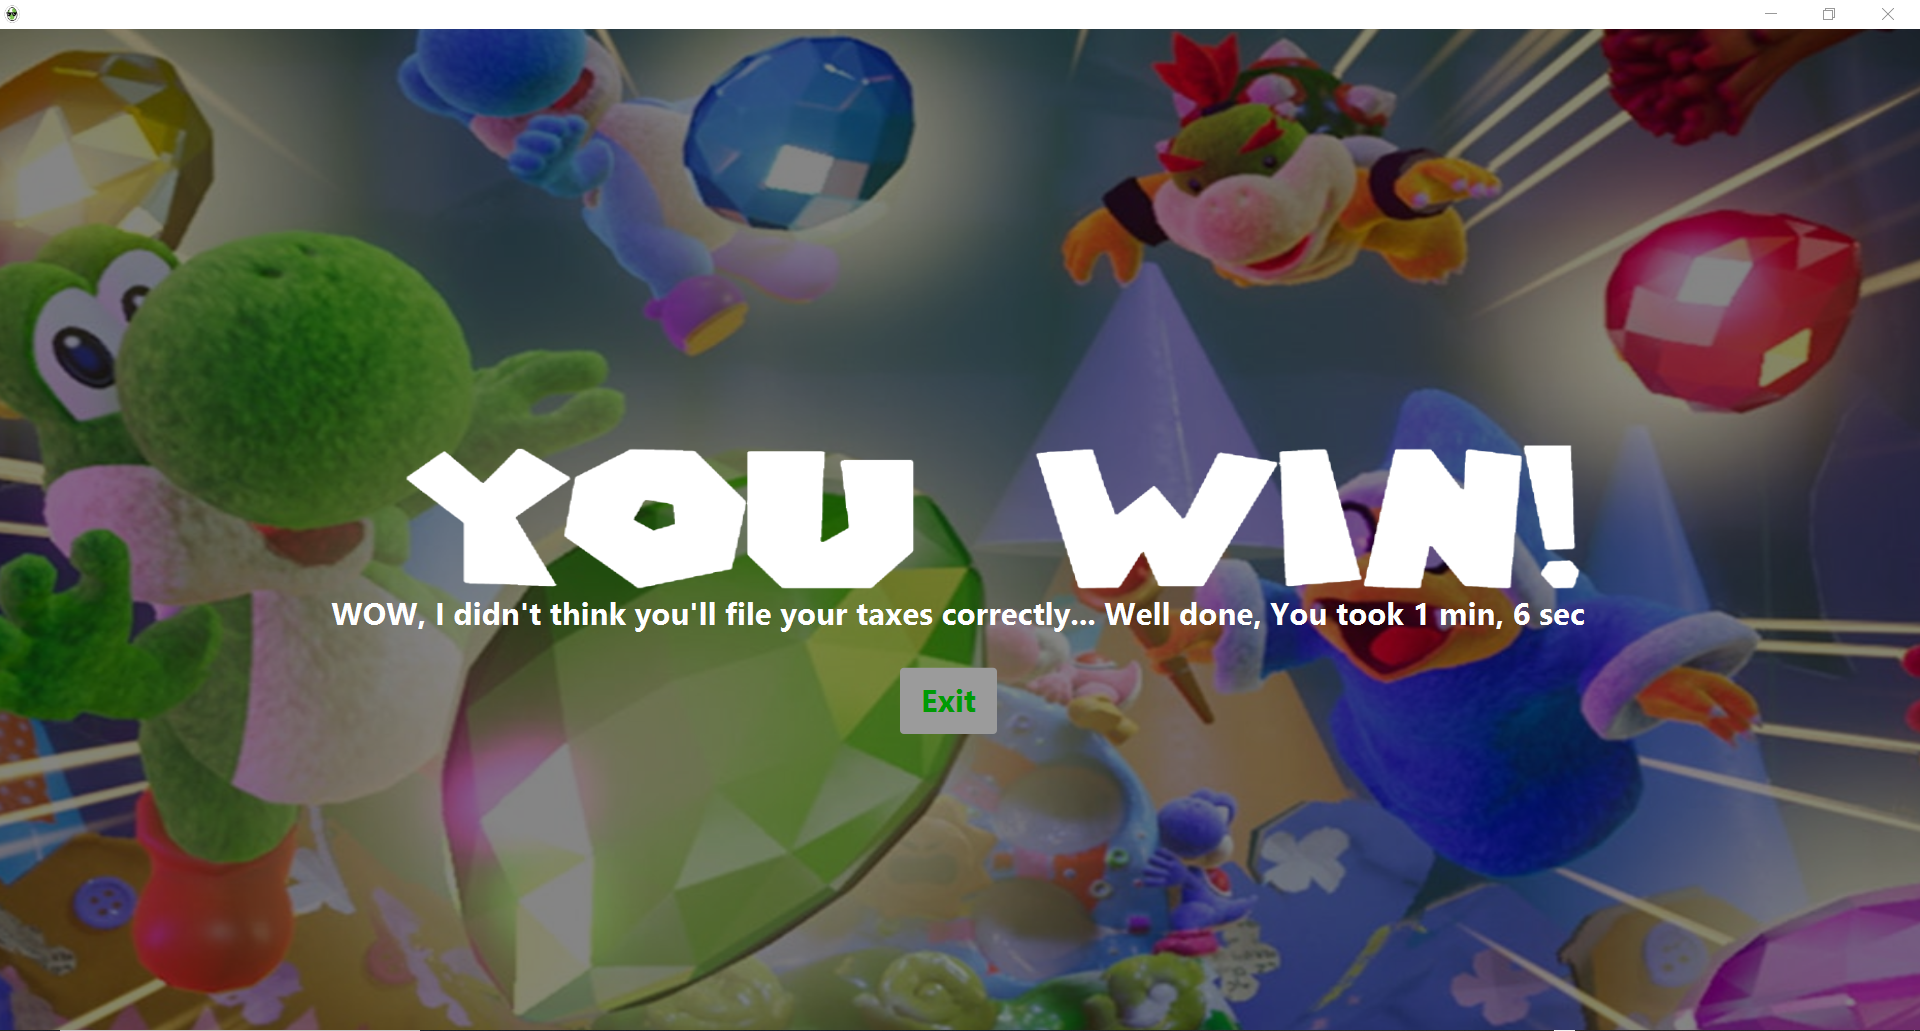 YOU WIN!
WOW, I didn't think you'll file your taxes correctly... Well done, You took 1 min, 6 sec
Exit